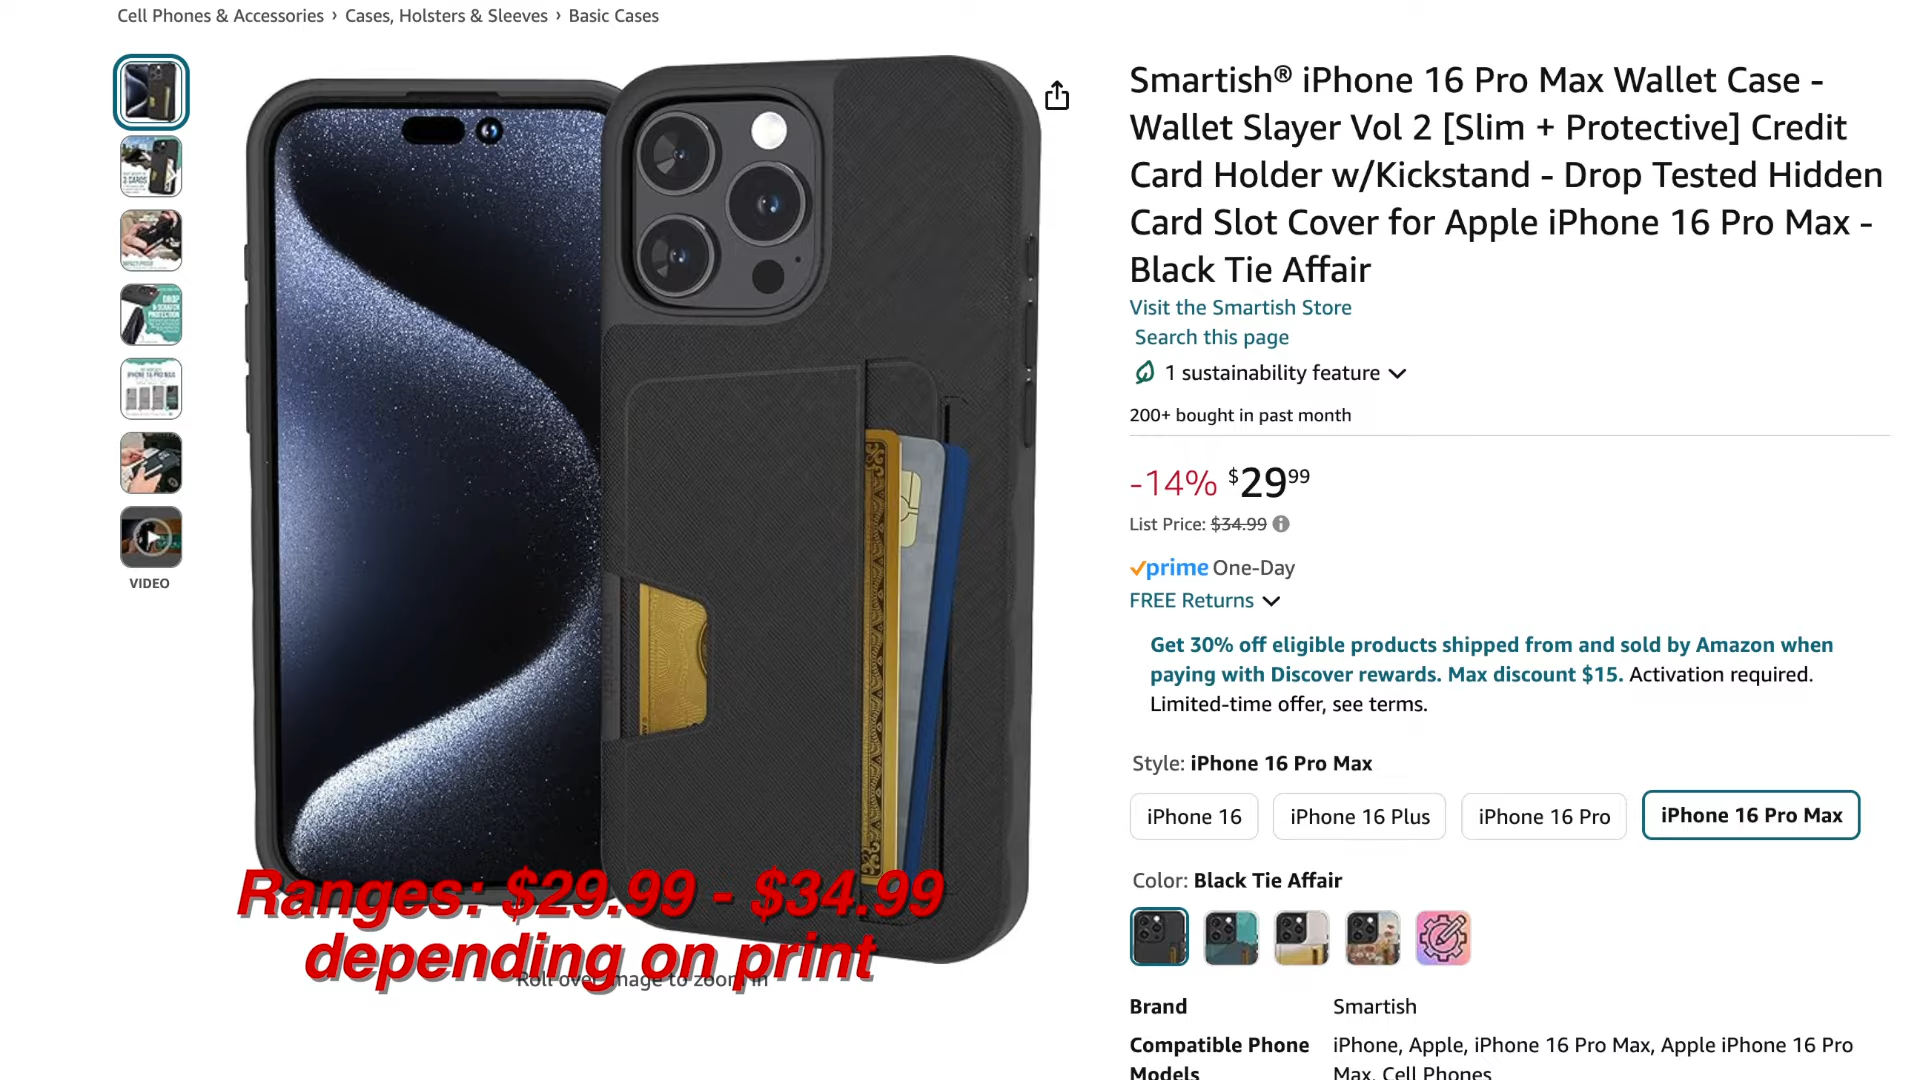 Cell Phones & Accessories › Cases, Holsters & Sleeves › Basic Cases
VIDEO
Ranges: $29.99 - $34.99
depending on print
Smartish® iPhone 16 Pro Max Wallet Case -
Wallet Slayer Vol 2 [Slim + Protective] Credit
Card Holder w/Kickstand - Drop Tested Hidden
Card Slot Cover for Apple iPhone 16 Pro Max -
Black Tie Affair
Visit the Smartish Store
Search this page
1 sustainability feature
200+ bought in past month
-14% $29 99
List Price: $34.99
prime One-Day
FREE Returns
Get 30% off eligible products shipped from and sold by Amazon when
paying with Discover rewards. Max discount $15. Activation required.
Limited-time offer, see terms.
Style: iPhone 16 Pro Max
iPhone 16 iPhone 16 Plus iPhone 16 Pro iPhone 16 Pro Max
Color: Black Tie Affair
Brand Smartish
Compatible Phone iPhone, Apple, iPhone 16 Pro Max, Apple iPhone 16 Pro
Models Max, Cell Phones
Roll over image to zoom in